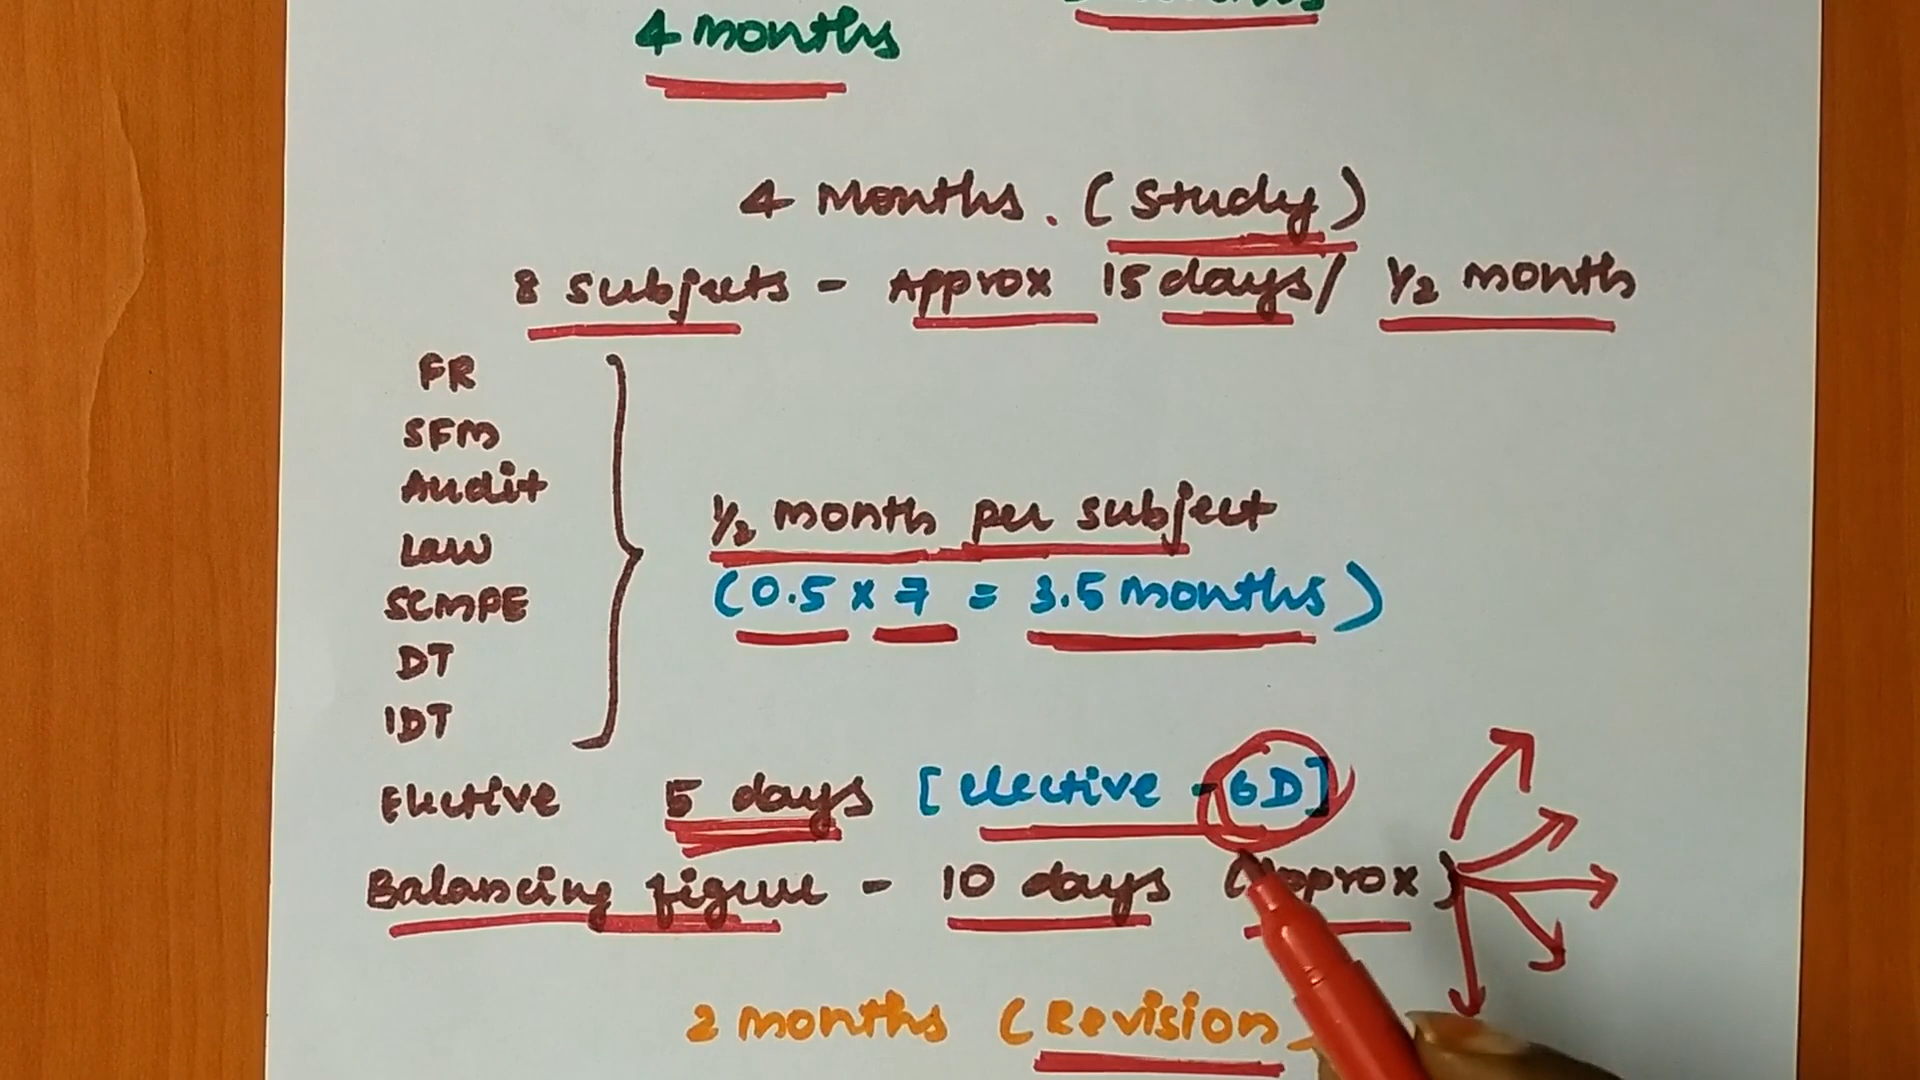 4 months
4 Months. (Study)
8 subjects - Approx 15 days / 1/2 month
FR
SFM
Audit
Law
SCMPE
DT
IDT
1/2 month per subject
(0.5 x 7 = 3.5 months)
Elective 5 days [elective - 6D]
Balancing figure - 10 days (Approx)
2 months (Revision